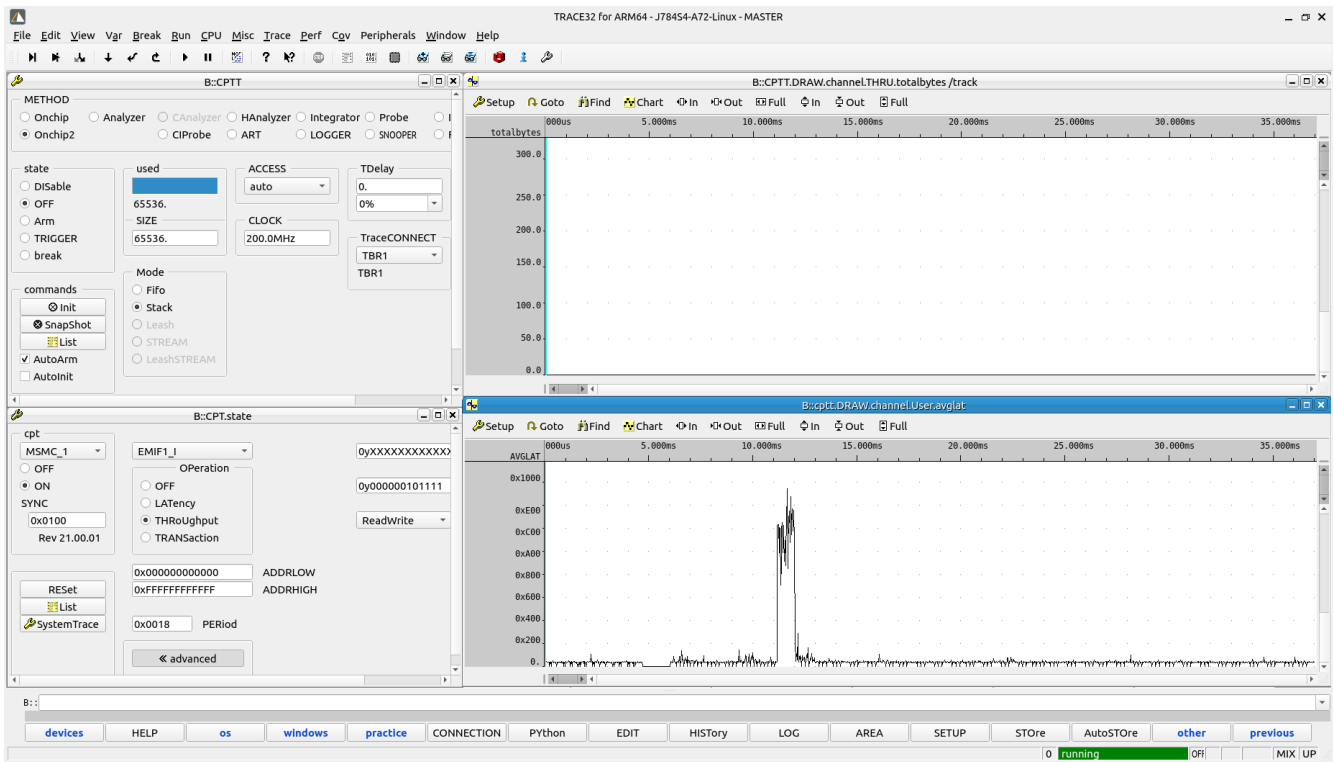 TRACE32 for ARM64 - J784S4-A72-Linux - MASTER
File Edit View Var Break Run CPU Misc Trace Perf Cov Peripherals Window Help
B::CPTT
METHOD
Onchip Analyzer CAnalyzer HAnalyzer Integrator Probe
Onchip2 CIProbe ART LOGGER SNOOPER
state
DISable
OFF
Arm
TRIGGER
break
used
65536.
SIZE
65536.
ACCESS
auto
CLOCK
200.0MHz
TDelay
0.
0%
TraceCONNECT
TBR1
TBR1
Mode
Fifo
Stack
Leash
STREAM
LeashSTREAM
commands
Init
SnapShot
List
AutoArm
AutoInit
B::CPTT.DRAW.channel.THRU.totalbytes /track
Setup Goto Find Chart In Out Full In Out Full
000us 5.000ms 10.000ms 15.000ms 20.000ms 25.000ms 30.000ms 35.000ms
totalbytes
300.0
250.0
200.0
150.0
100.0
50.0
0.0
B::CPT.state
cpt
MSMC_1
OFF
ON
SYNC
0x0100
Rev 21.00.01
EMIF1_I
OPeration
OFF
LATency
THRoUghput
TRANSaction
0yXXXXXXXXXXXX
0y000000101111
ReadWrite
0x000000000000 ADDRLOW
0xFFFFFFFFFFFF ADDRHIGH
RESet
List
SystemTrace
0x0018 PERiod
« advanced
B::cptt.DRAW.channel.User.avglat
Setup Goto Find Chart In Out Full In Out Full
000us 5.000ms 10.000ms 15.000ms 20.000ms 25.000ms 30.000ms 35.000ms
AVGLAT
0x1000
0xE00
0xC00
0xA00
0x800
0x600
0x400
0x200
0.
B::
devices HELP os windows practice CONNECTION PYthon EDIT HISTory LOG AREA SETUP STOre AutoSTOre other previous
0 running OFF MIX UP